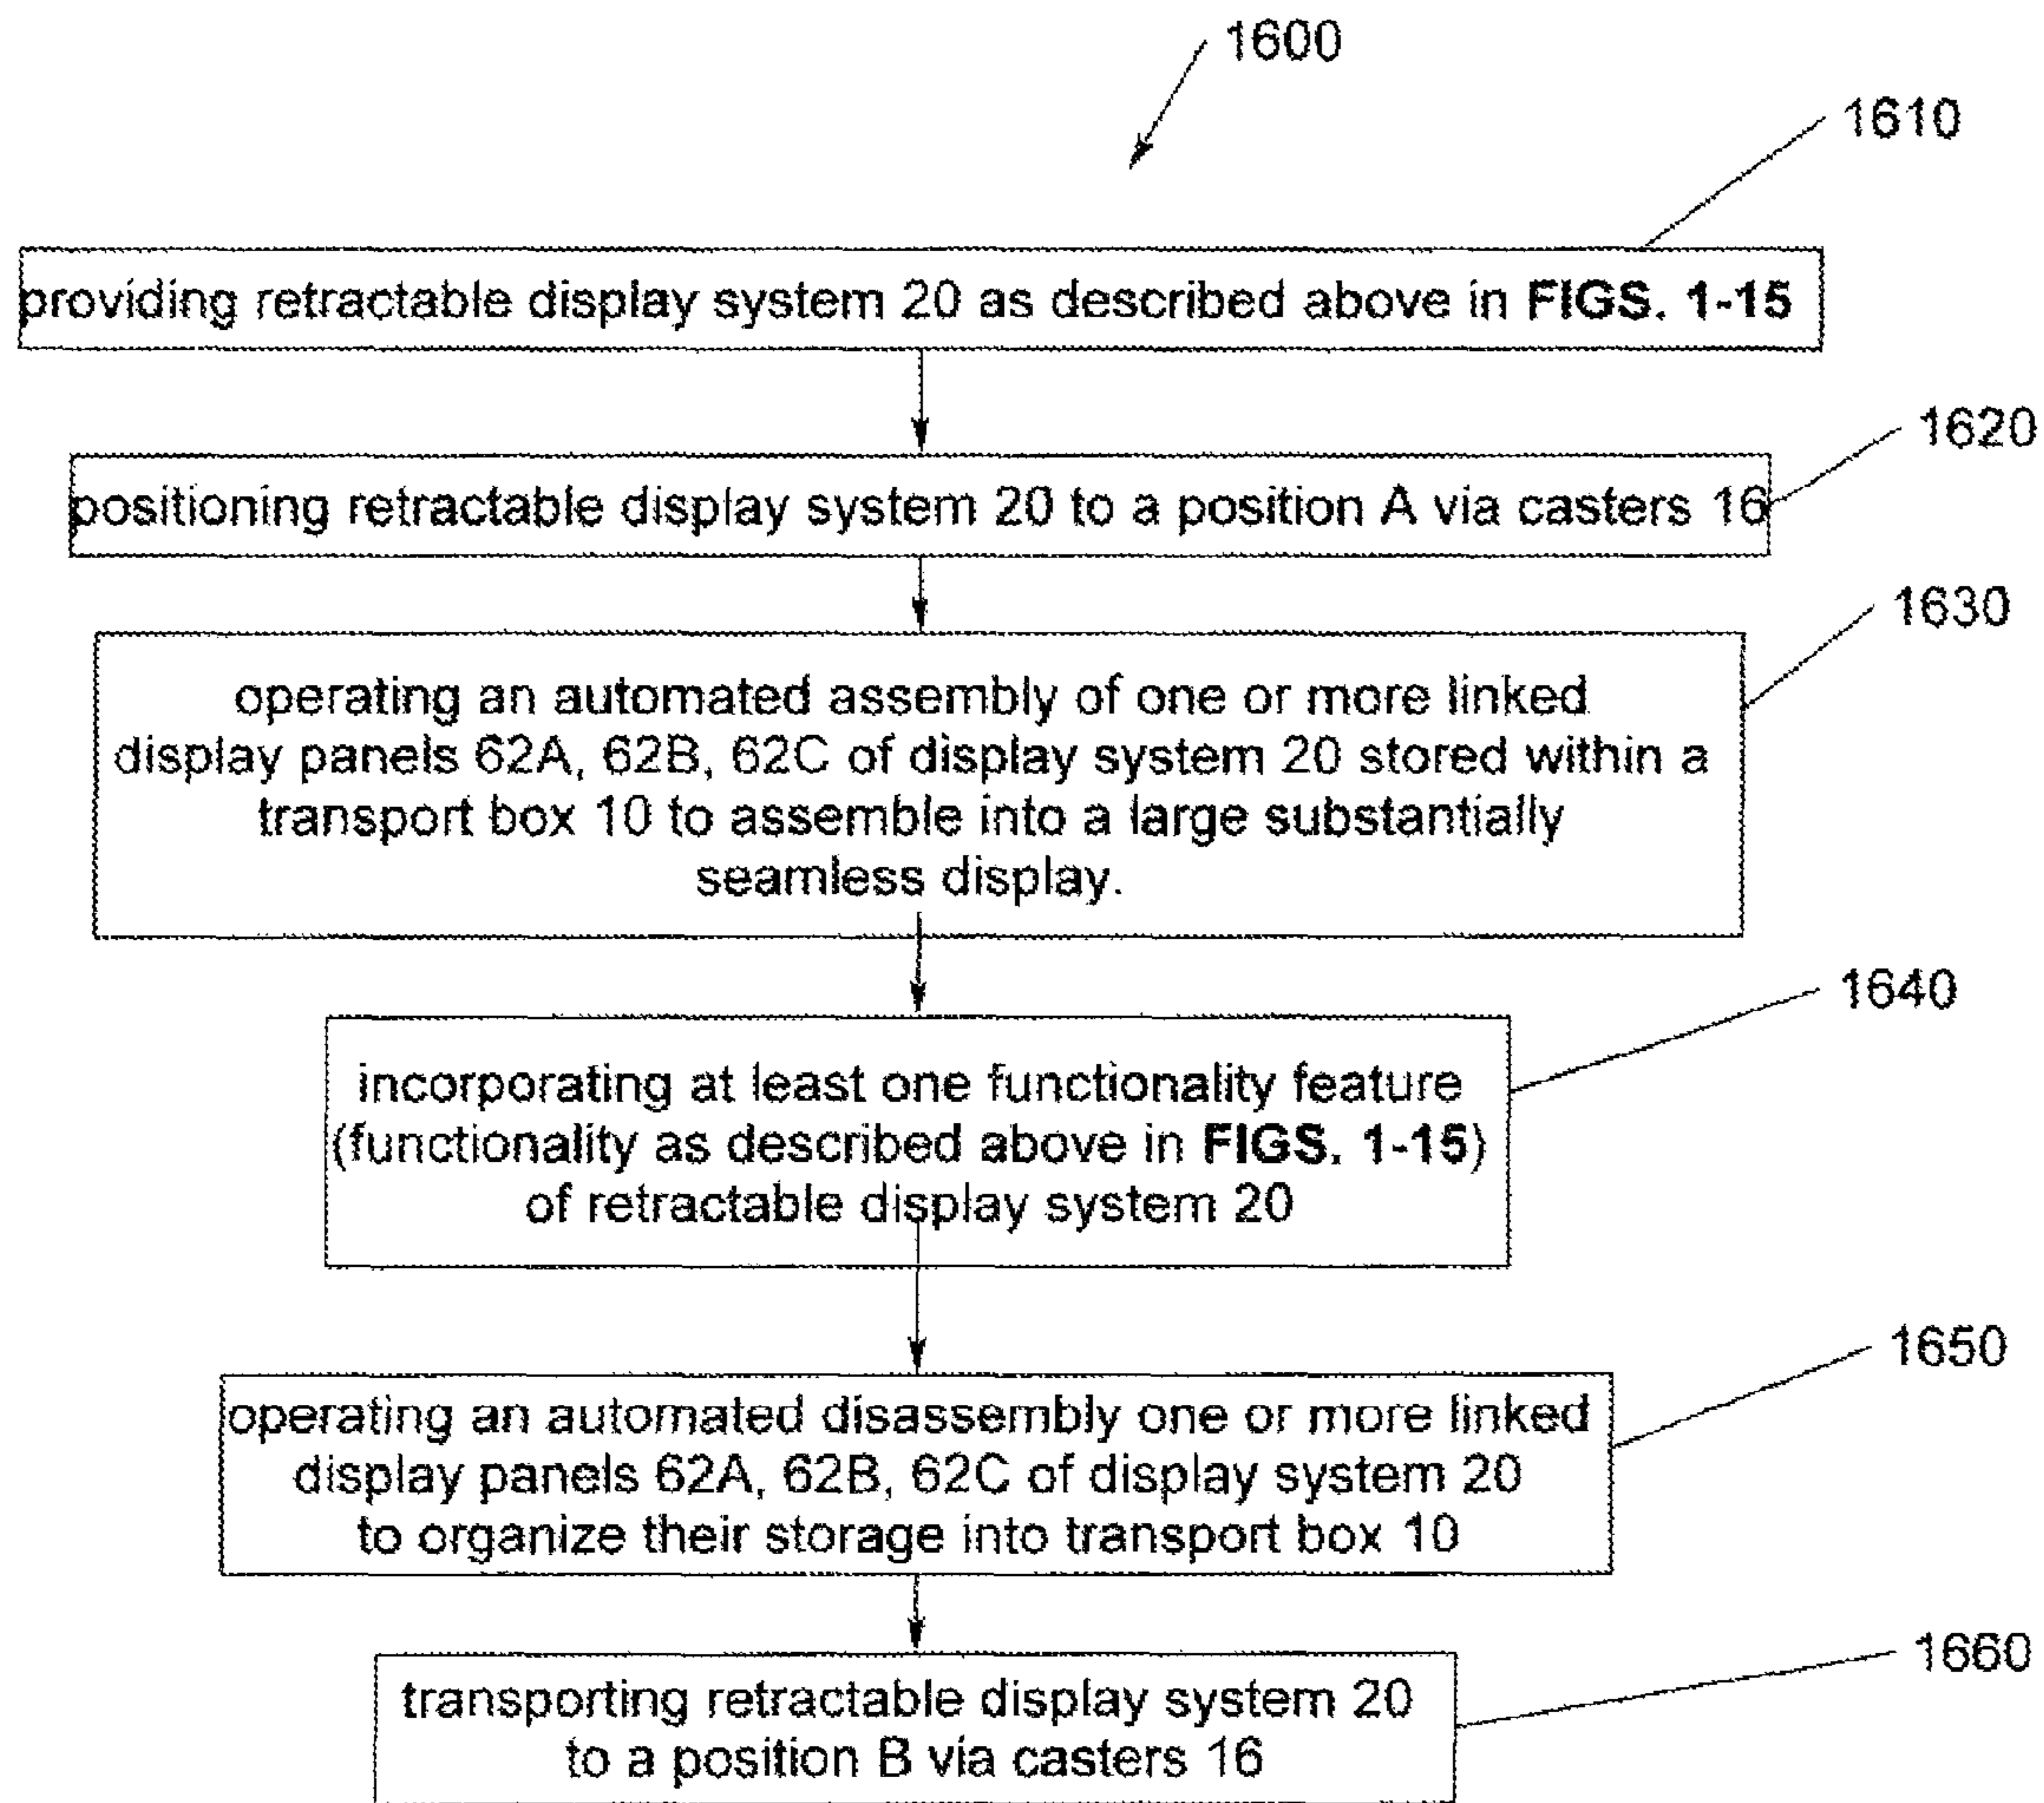 1600
1610
providing retractable display system 20 as described above in FIGS. 1-15
1620
positioning retractable display system 20 to a position A via casters 16
1630
operating an automated assembly of one or more linked
display panels 62A, 62B, 62C of display system 20 stored within a
transport box 10 to assemble into a large substantially
seamless display.
1640
incorporating at least one functionality feature
(functionality as described above in FIGS. 1-15)
of retractable display system 20
1650
operating an automated disassembly one or more linked
display panels 62A, 62B, 62C of display system 20
to organize their storage into transport box 10
1660
transporting retractable display system 20
to a position B via casters 16